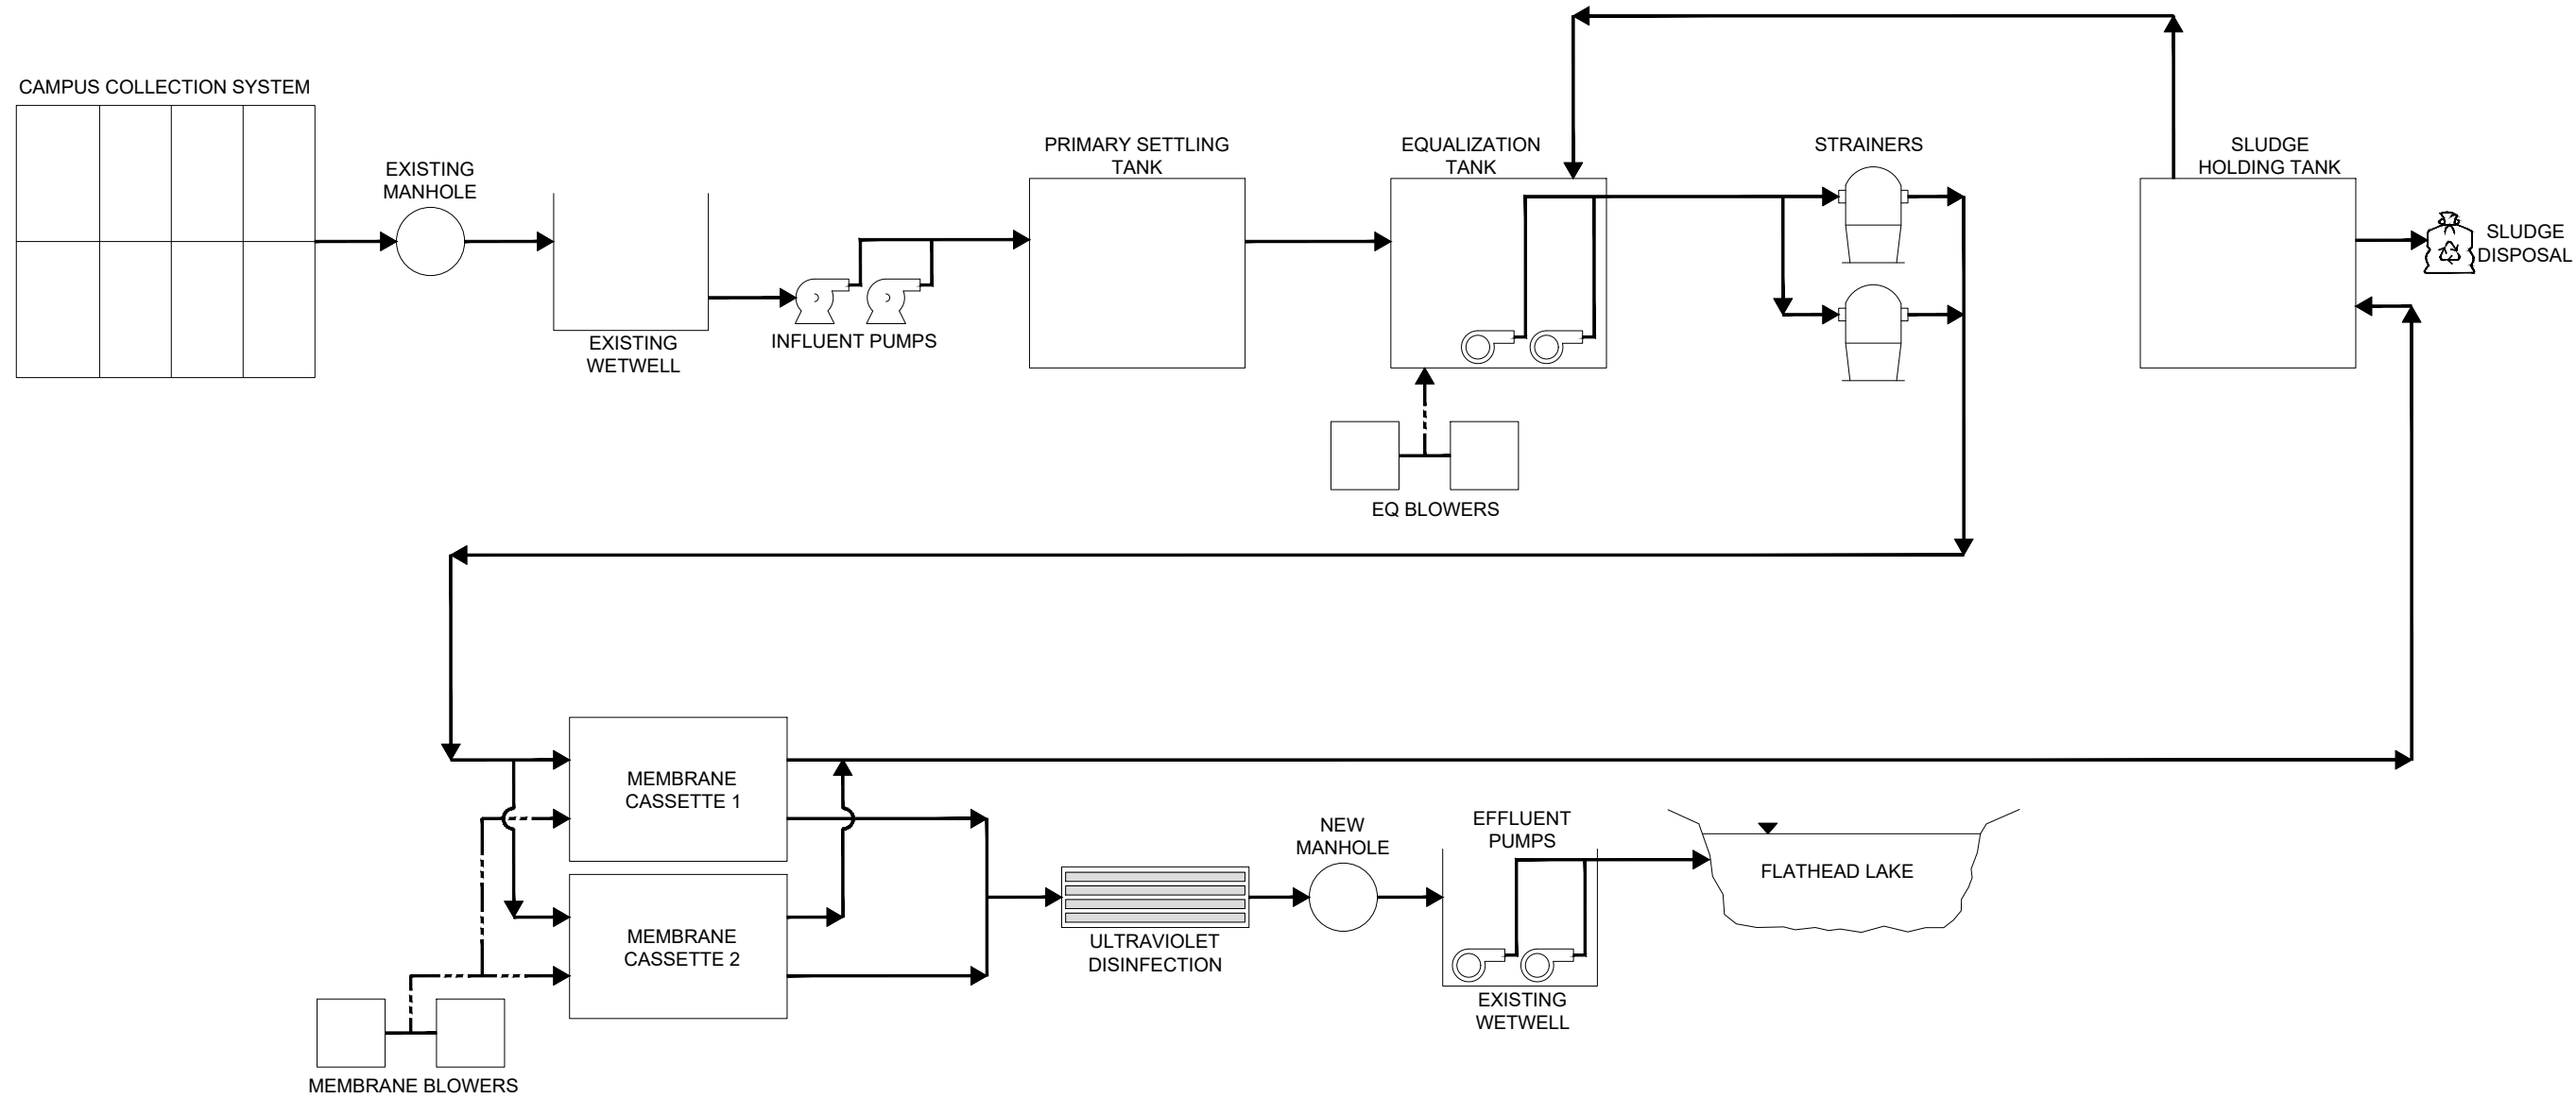 CAMPUS COLLECTION SYSTEM
EXISTING
MANHOLE
EXISTING
WETWELL
INFLUENT PUMPS
PRIMARY SETTLING
TANK
EQUALIZATION
TANK
EQ BLOWERS
STRAINERS
SLUDGE
HOLDING TANK
SLUDGE
DISPOSAL
MEMBRANE
CASSETTE 1
MEMBRANE
CASSETTE 2
MEMBRANE BLOWERS
ULTRAVIOLET
DISINFECTION
NEW
MANHOLE
EFFLUENT
PUMPS
EXISTING
WETWELL
FLATHEAD LAKE